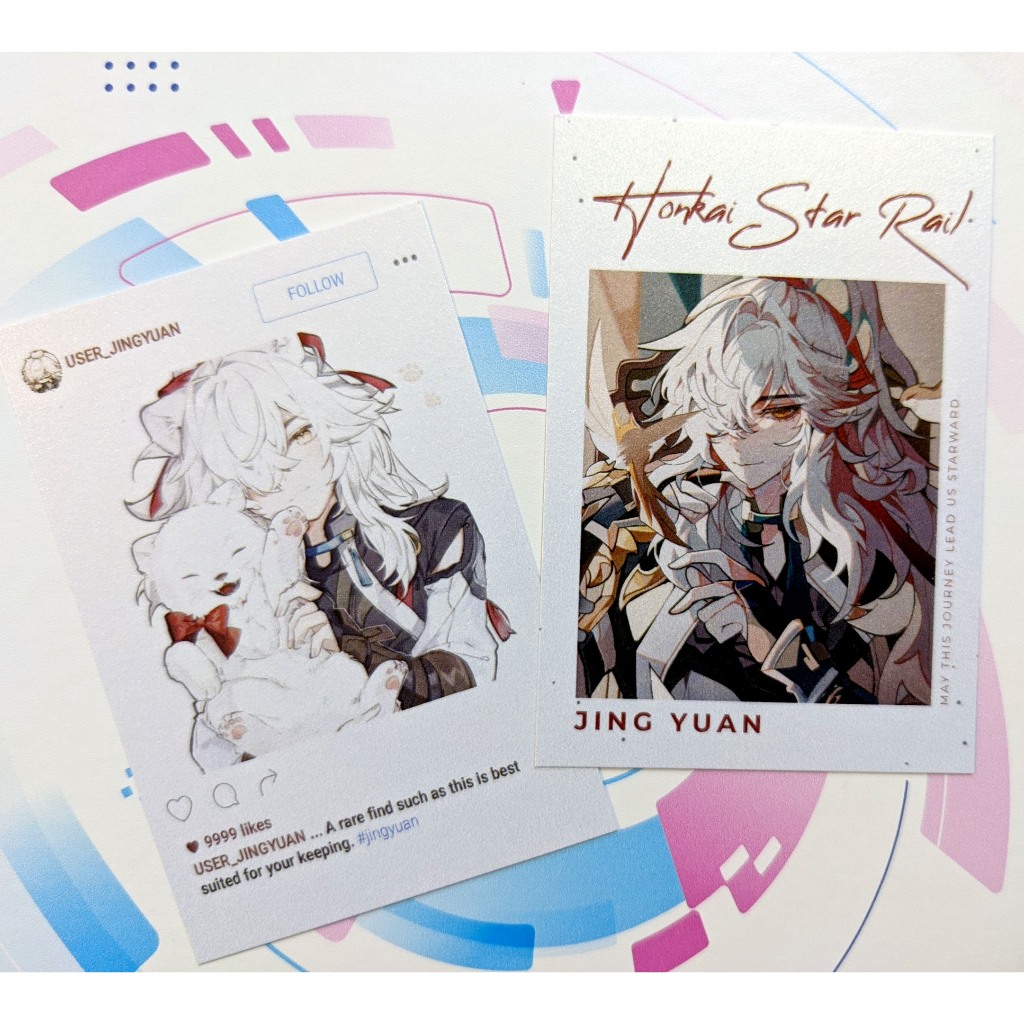 FOLLOW
USER_JINGYUAN
9999 likes
USER_JINGYUAN ... A rare find such as this is best
suited for your keeping. #jingyuan
Honkai Star Rail
MAY THIS JOURNEY LEAD US STARWARD
JING YUAN